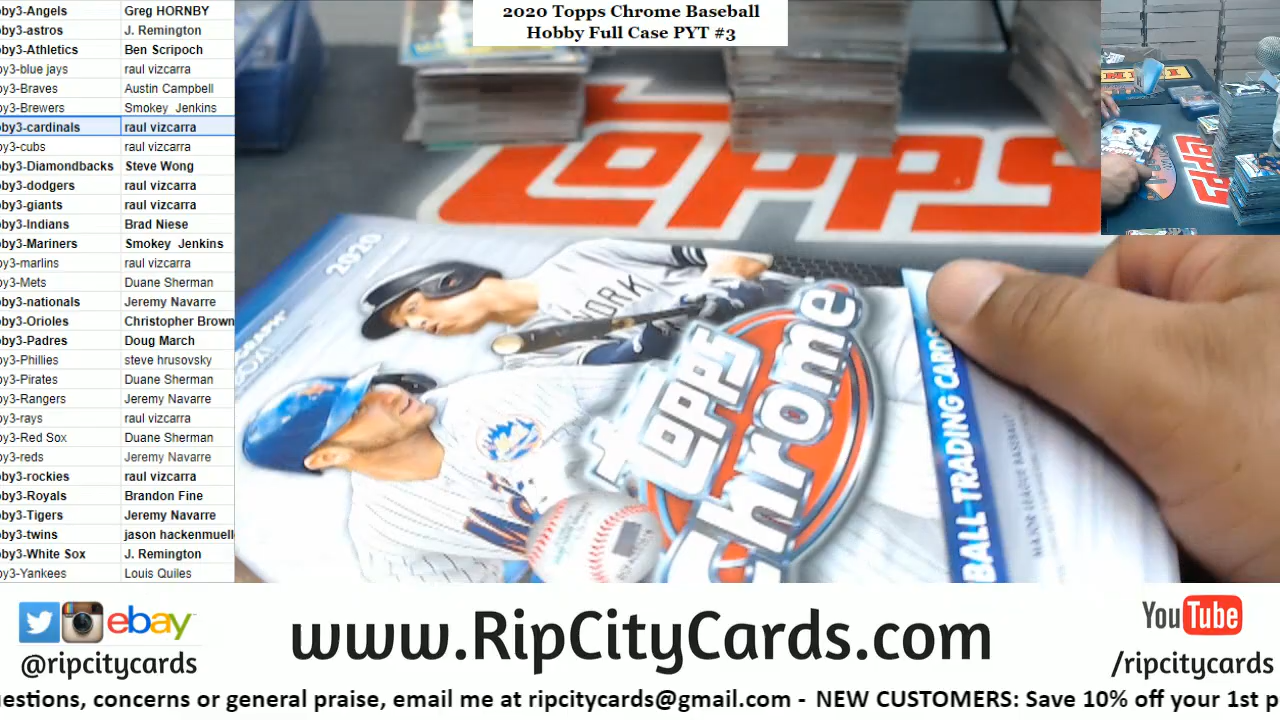 2020 Topps Chrome Baseball
Hobby Full Case PYT #3
by3-Angels Greg HORNBY
by3-astros J. Remington
by3-Athletics Ben Scripoch
by3-blue jays raul vizcarra
by3-Braves Austin Campbell
by3-Brewers Smokey Jenkins
by3-cardinals raul vizcarra
by3-cubs raul vizcarra
by3-Diamondbacks Steve Wong
by3-dodgers raul vizcarra
by3-giants raul vizcarra
by3-Indians Brad Niese
by3-Mariners Smokey Jenkins
by3-marlins raul vizcarra
by3-Mets Duane Sherman
by3-nationals Jeremy Navarre
by3-Orioles Christopher Brown
by3-Padres Doug March
by3-Phillies steve hrusovsky
by3-Pirates Duane Sherman
by3-Rangers Jeremy Navarre
by3-rays raul vizcarra
by3-Red Sox Duane Sherman
by3-reds Jeremy Navarre
by3-rockies raul vizcarra
by3-Royals Brandon Fine
by3-Tigers Jeremy Navarre
by3-twins jason hackenmuell
by3-White Sox J. Remington
by3-Yankees Louis Quiles
TOPPS
2020
YORK
Topps
Chrome
BALL TRADING CARDS
MAJOR LEAGUE BASEBALL
TOPPS
ebay
@ripcitycards
www.RipCityCards.com
YouTube
/ripcitycards
uestions, concerns or general praise, email me at ripcitycards@gmail.com - NEW CUSTOMERS: Save 10% off your 1st p